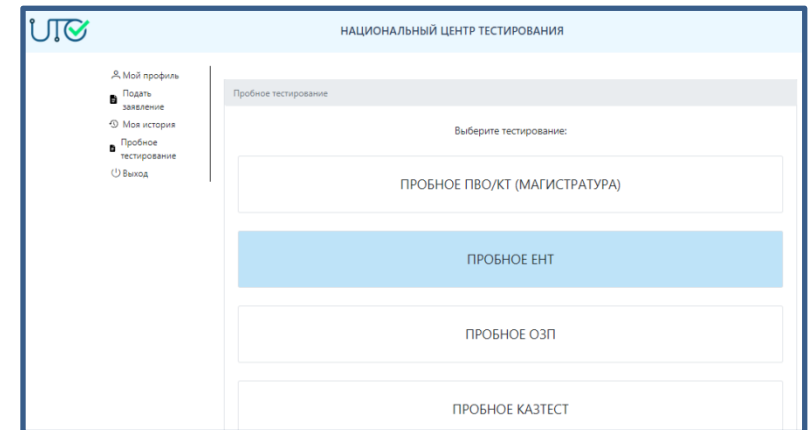 UTO
НАЦИОНАЛЬНЫЙ ЦЕНТР ТЕСТИРОВАНИЯ
Мой профиль
Подать
заявление
Моя история
Пробное
тестирование
Выход
Пробное тестирование
Выберите тестирование:
ПРОБНОЕ ПВО/КТ (МАГИСТРАТУРА)
ПРОБНОЕ ЕНТ
ПРОБНОЕ ОЗП
ПРОБНОЕ КАЗТЕСТ